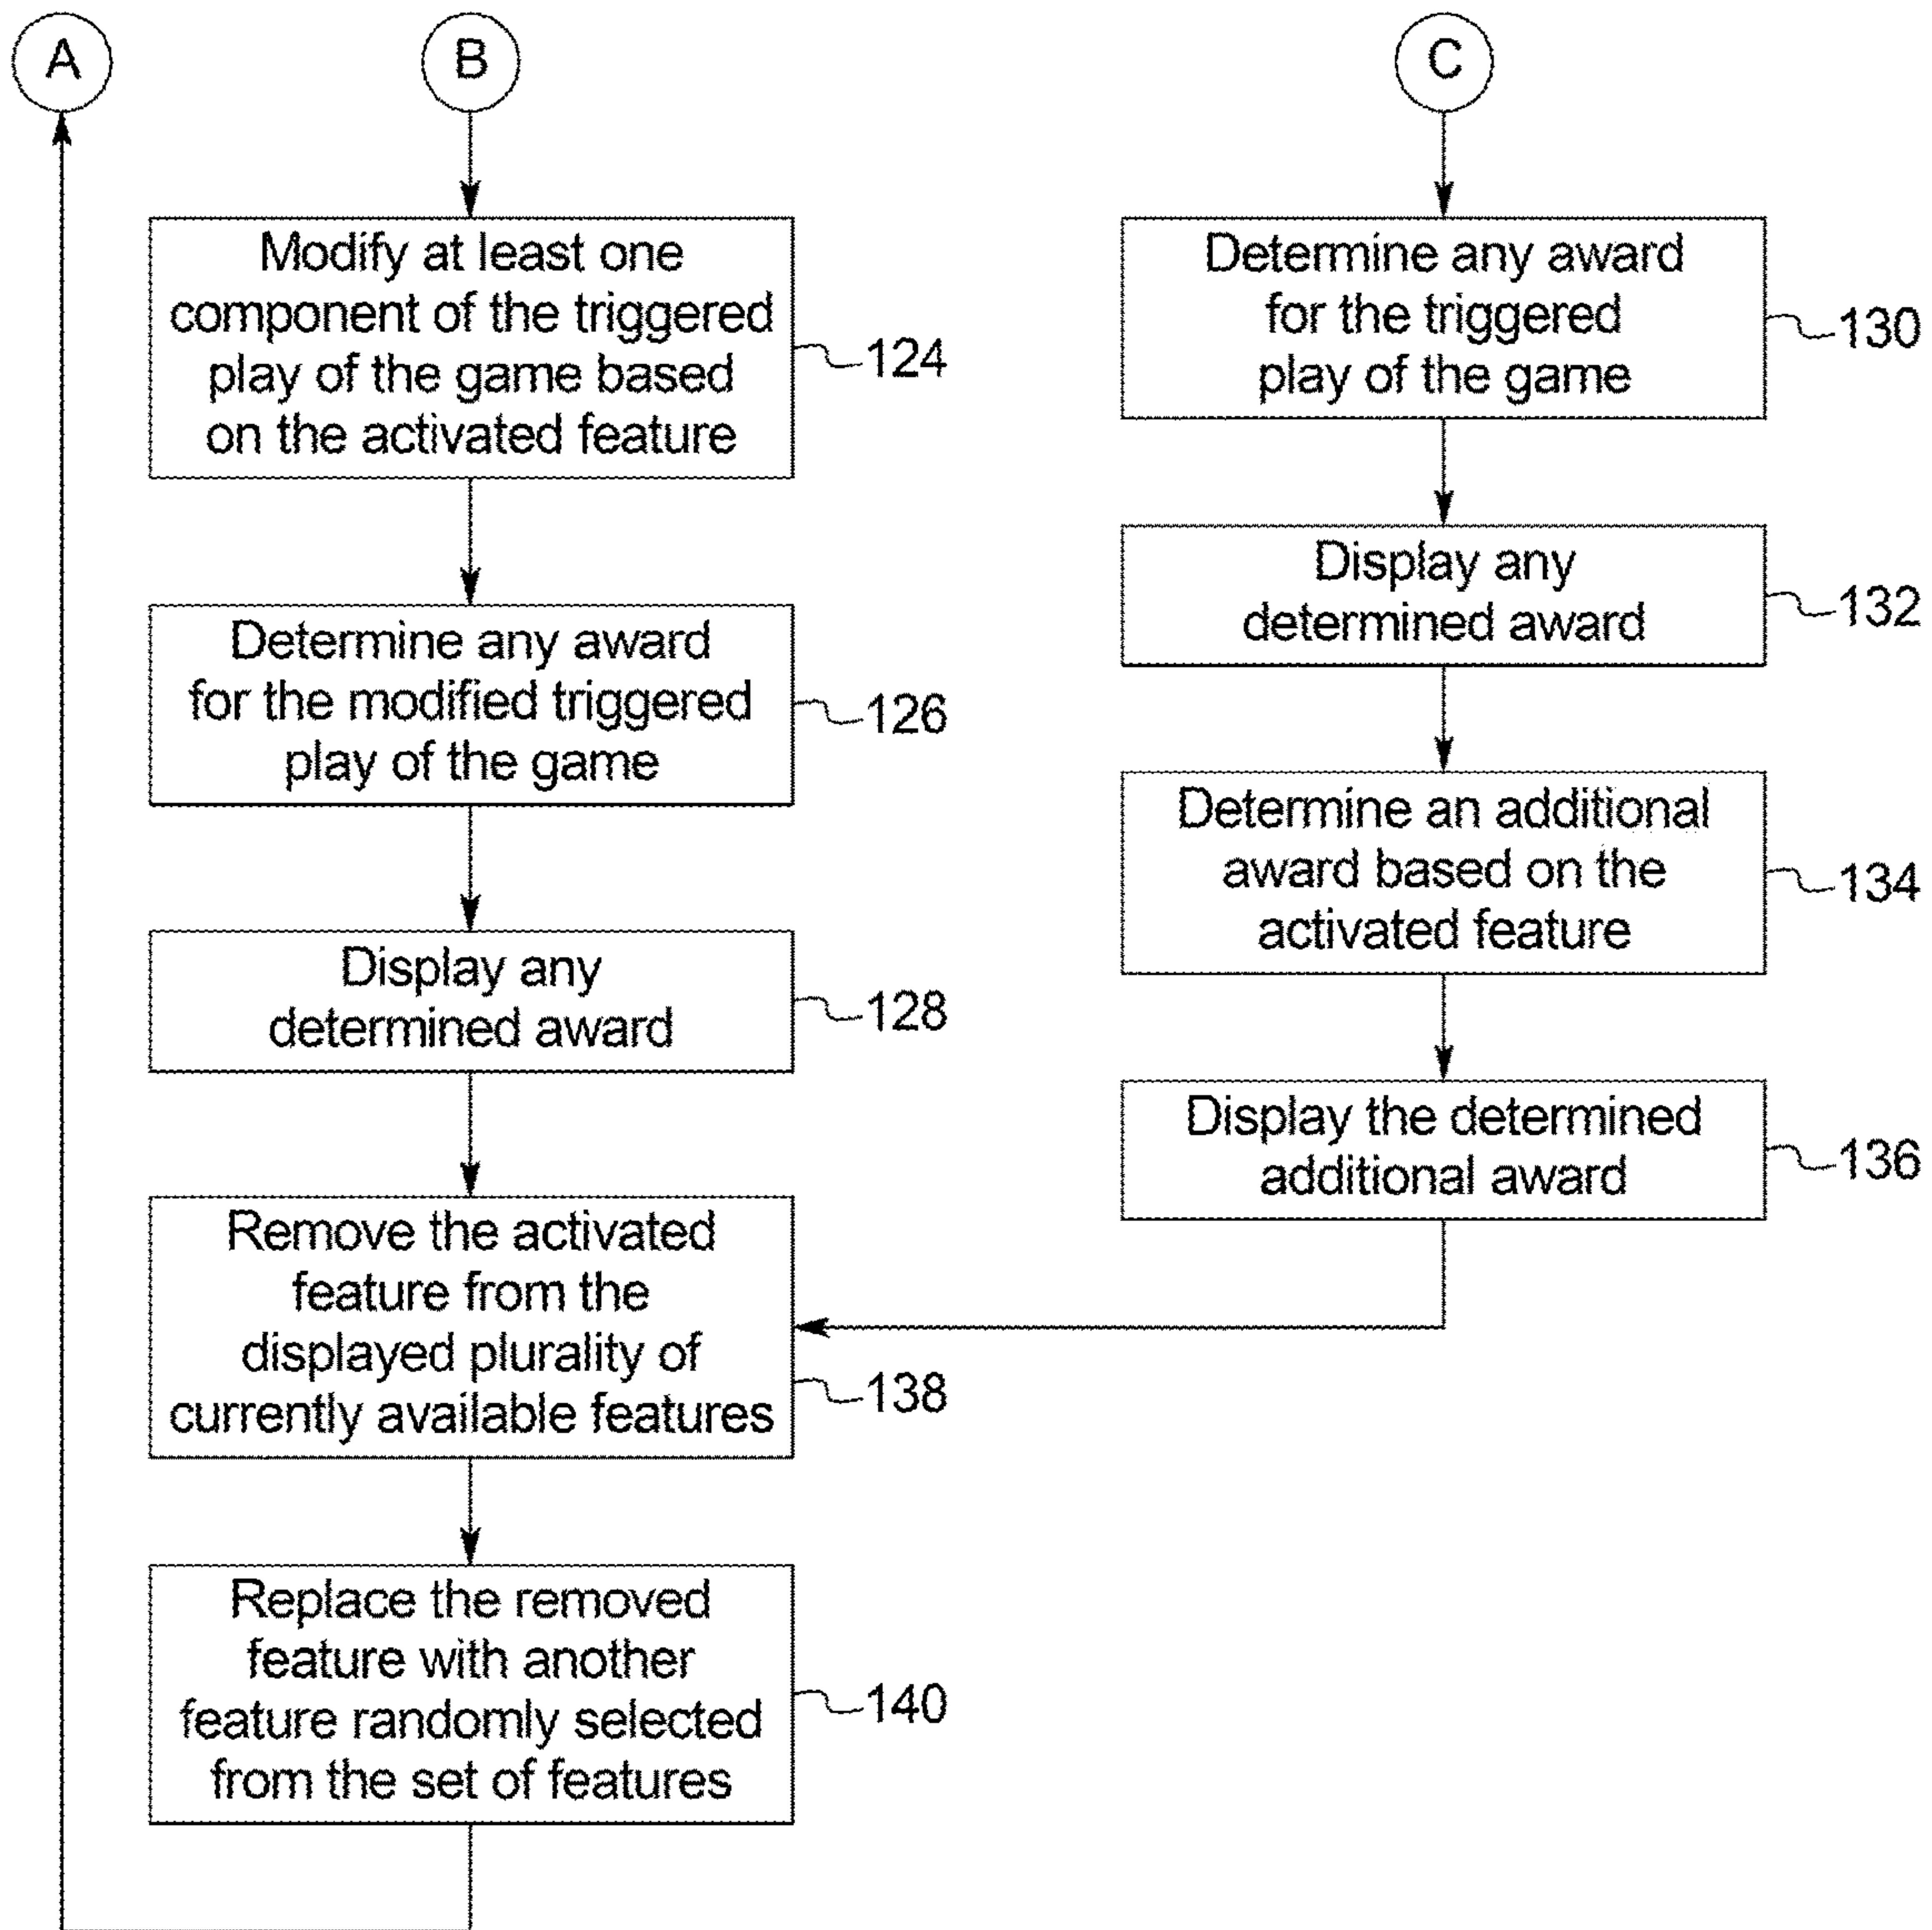 A
B
C
Modify at least one
component of the triggered
play of the game based
on the activated feature
124
Determine any award
for the modified triggered
play of the game
126
Display any
determined award
128
Remove the activated
feature from the
displayed plurality of
currently available features
138
Replace the removed
feature with another
feature randomly selected
from the set of features
140
Determine any award
for the triggered
play of the game
130
Display any
determined award
132
Determine an additional
award based on the
activated feature
134
Display the determined
additional award
136